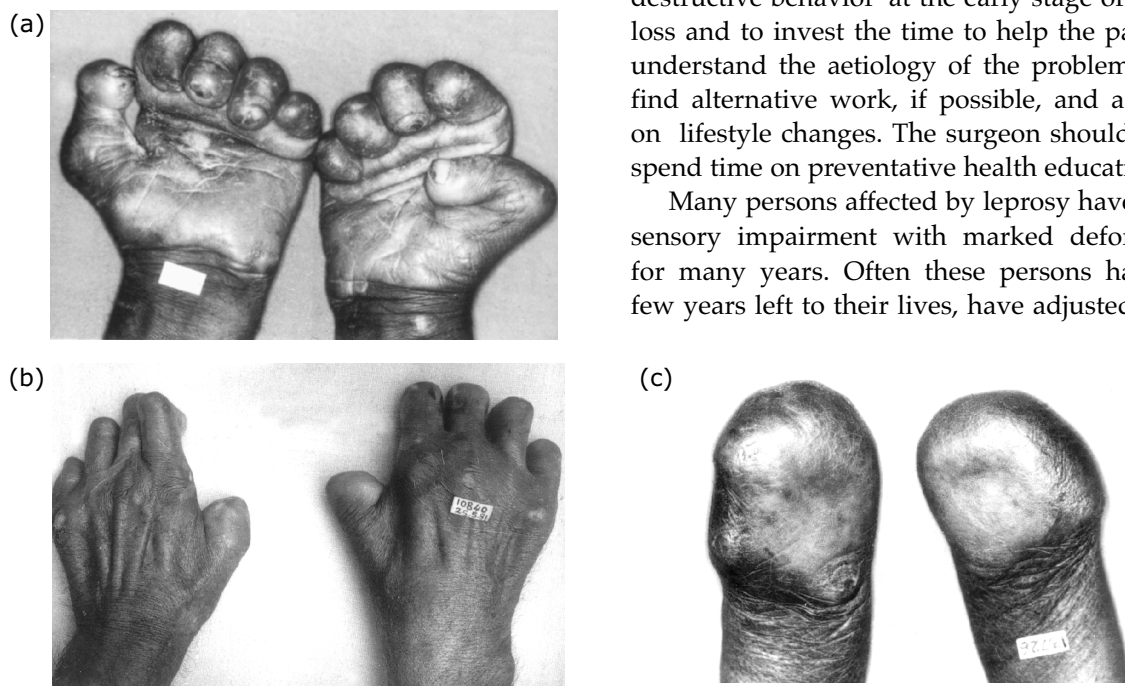 (a)
destructive behavior at the early stage o
loss and to invest the time to help the pa
understand the aetiology of the problem
find alternative work, if possible, and a
on lifestyle changes. The surgeon should
spend time on preventative health educati
Many persons affected by leprosy have
sensory impairment with marked defor
for many years. Often these persons ha
few years left to their lives, have adjusted
(b)
10840
(c)